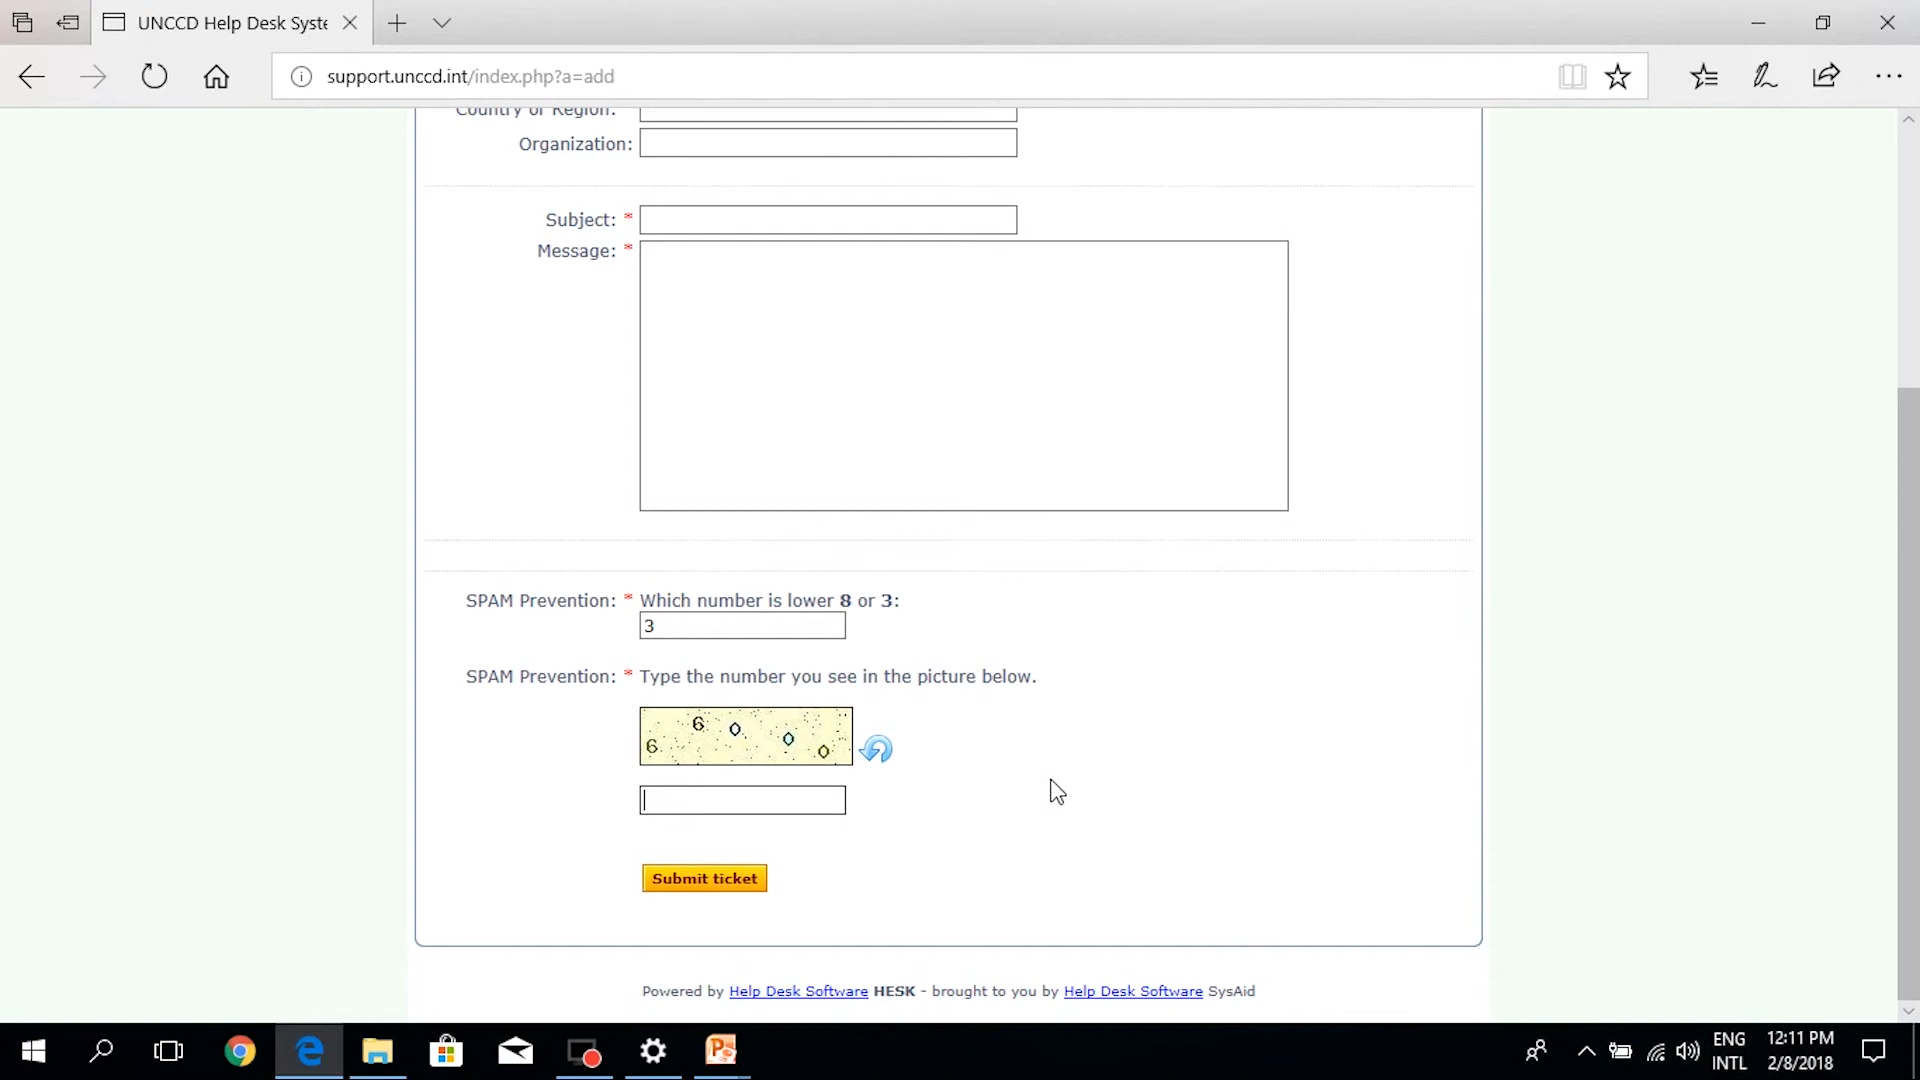 UNCCD Help Desk Syste
support.unccd.int/index.php?a=add
Country or Region:
Organization:
Subject: *
Message: *
SPAM Prevention: * Which number is lower 8 or 3:
3
SPAM Prevention: * Type the number you see in the picture below.
6 6 0 0 0
Submit ticket
Powered by Help Desk Software HESK - brought to you by Help Desk Software SysAid
ENG 12:11 PM
INTL 2/8/2018